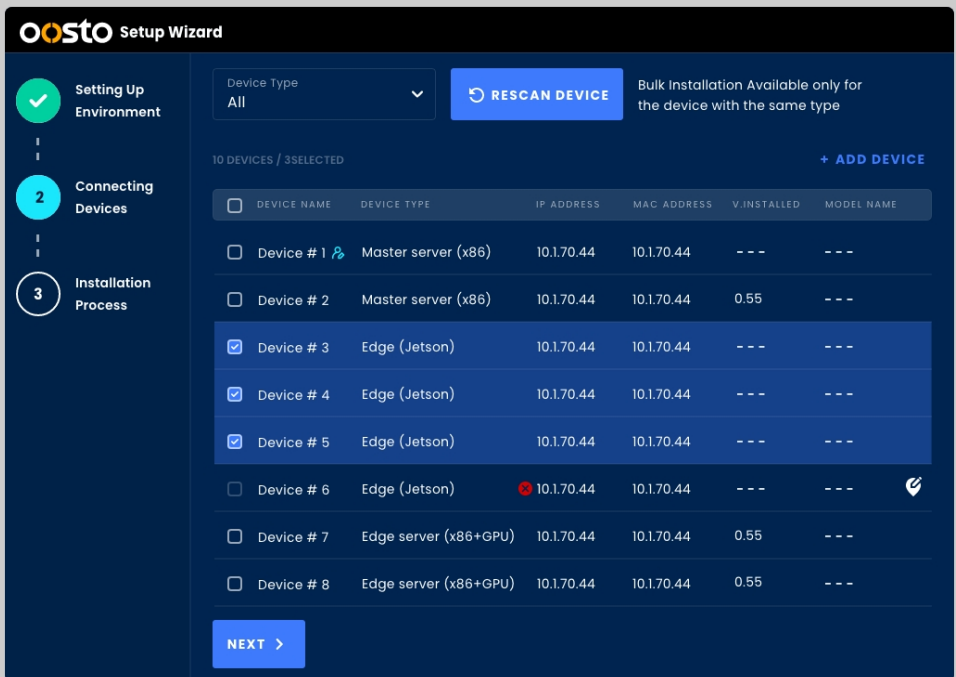 oosto Setup Wizard
Setting Up
Environment
2
Connecting
Devices
3
Installation
Process
Device Type
All
RESCAN DEVICE
Bulk Installation Available only for
the device with the same type
10 DEVICES / 3SELECTED
+ ADD DEVICE
DEVICE NAME DEVICE TYPE IP ADDRESS MAC ADDRESS V.INSTALLED MODEL NAME
Device # 1 Master server (x86) 10.1.70.44 10.1.70.44 --- ---
Device # 2 Master server (x86) 10.1.70.44 10.1.70.44 0.55 ---
Device # 3 Edge (Jetson) 10.1.70.44 10.1.70.44 --- ---
Device # 4 Edge (Jetson) 10.1.70.44 10.1.70.44 --- ---
Device # 5 Edge (Jetson) 10.1.70.44 10.1.70.44 --- ---
Device # 6 Edge (Jetson) 10.1.70.44 10.1.70.44 --- ---
Device # 7 Edge server (x86+GPU) 10.1.70.44 10.1.70.44 0.55 ---
Device # 8 Edge server (x86+GPU) 10.1.70.44 10.1.70.44 0.55 ---
NEXT